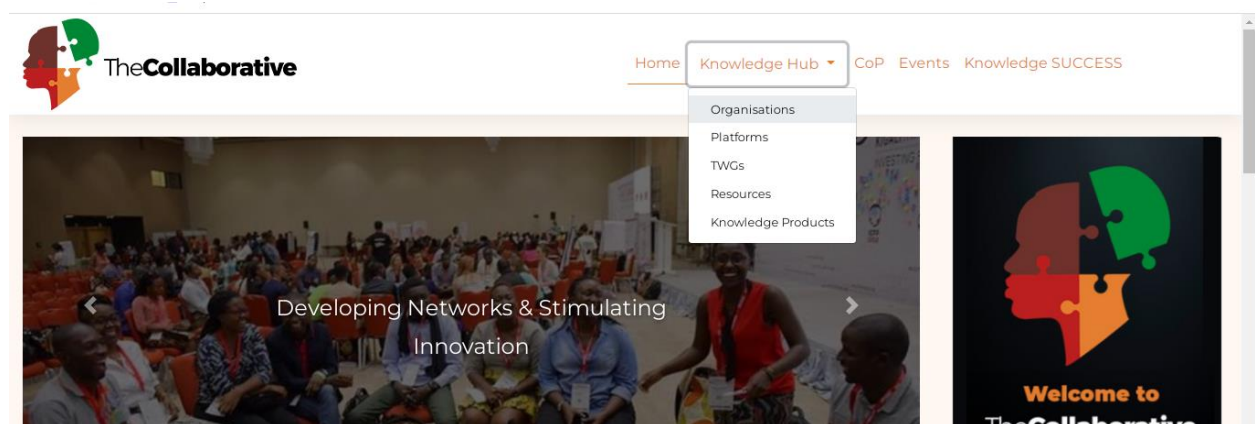 TheCollaborative
Home Knowledge Hub CoP Events Knowledge SUCCESS
Organisations
Platforms
TWGs
Resources
Knowledge Products
Developing Networks & Stimulating
Innovation
Welcome to
TheCollaborative